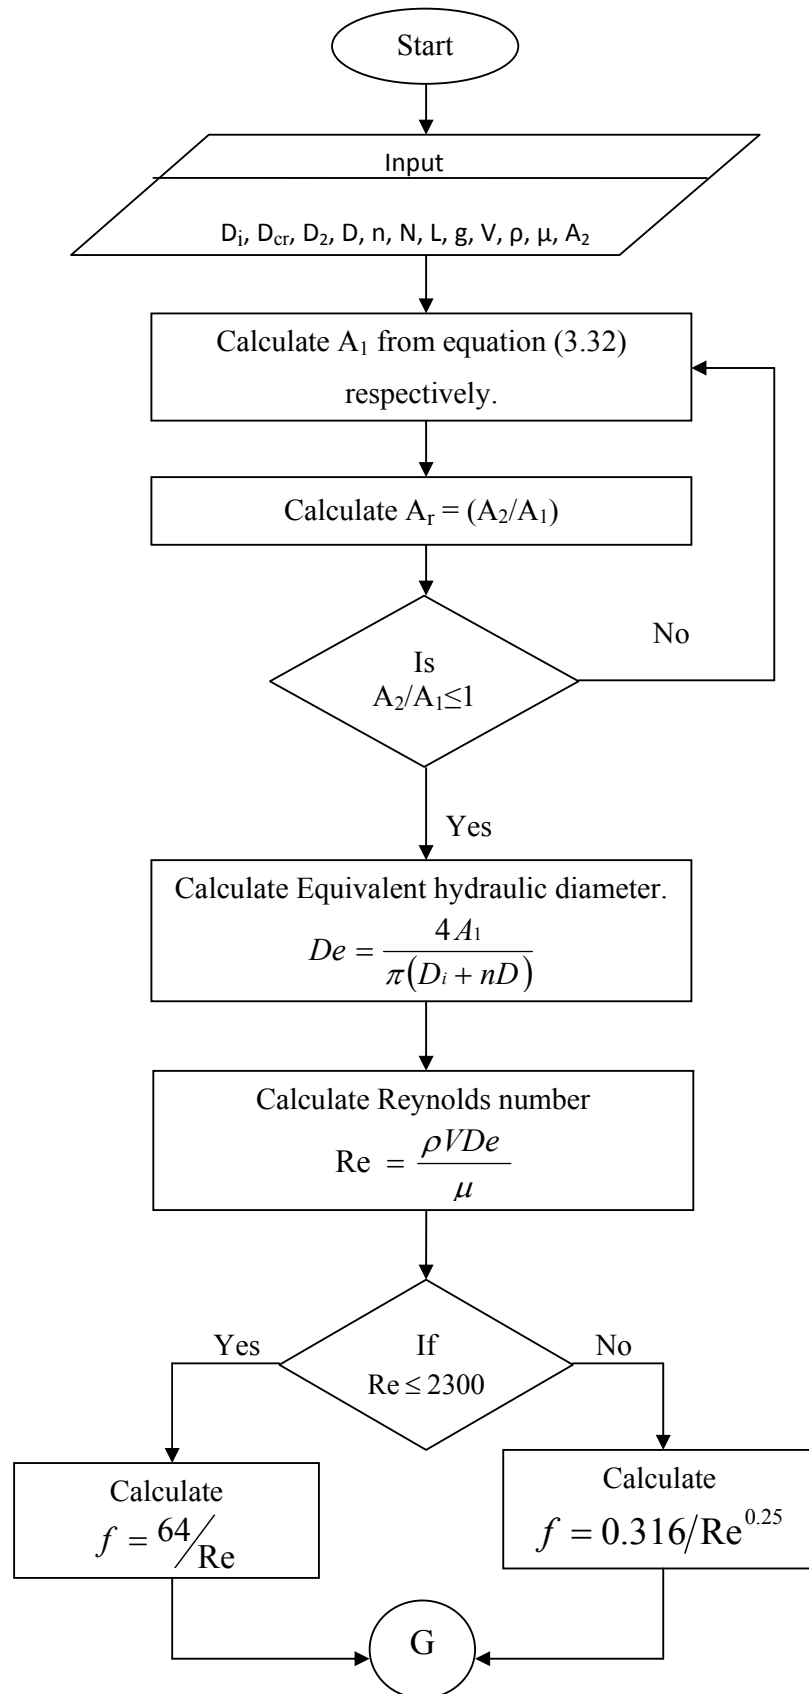 Start
Input
Dᵢ, D_cr, D₂, D, n, N, L, g, V, ρ, μ, A₂
Calculate A₁ from equation (3.32)
respectively.
Calculate Aᵣ = (A₂/A₁)
No
Is
A₂/A₁≤1
Yes
Calculate Equivalent hydraulic diameter.
De = 4A₁ / π(Dᵢ + nD)
Calculate Reynolds number
Re = ρVDe / μ
Yes
If
No
Re ≤ 2300
Calculate
f = 64/Re
Calculate
f = 0.316/Re^0.25
G